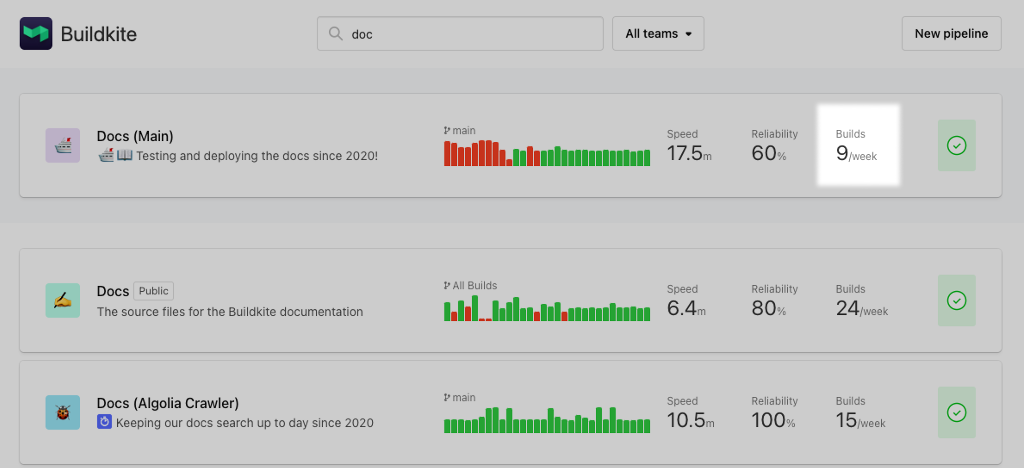 Buildkite
doc
All teams
New pipeline
Docs (Main)
Testing and deploying the docs since 2020!
main
Speed
17.5m
Reliability
60%
Builds
9/week
Docs Public
The source files for the Buildkite documentation
All Builds
Speed
6.4m
Reliability
80%
Builds
24/week
Docs (Algolia Crawler)
Keeping our docs search up to day since 2020
main
Speed
10.5m
Reliability
100%
Builds
15/week